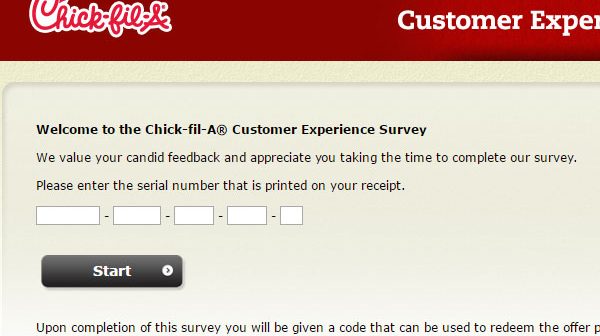 Chick-fil-A
Customer Exper
Welcome to the Chick-fil-A® Customer Experience Survey
We value your candid feedback and appreciate you taking the time to complete our survey.
Please enter the serial number that is printed on your receipt.
- - - -
Start
Upon completion of this survey you will be given a code that can be used to redeem the offer p